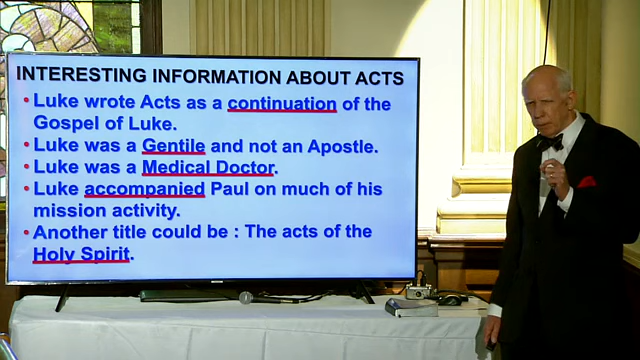 INTERESTING INFORMATION ABOUT ACTS
• Luke wrote Acts as a continuation of the
Gospel of Luke.
• Luke was a Gentile and not an Apostle.
• Luke was a Medical Doctor.
• Luke accompanied Paul on much of his
mission activity.
• Another title could be : The acts of the
Holy Spirit.